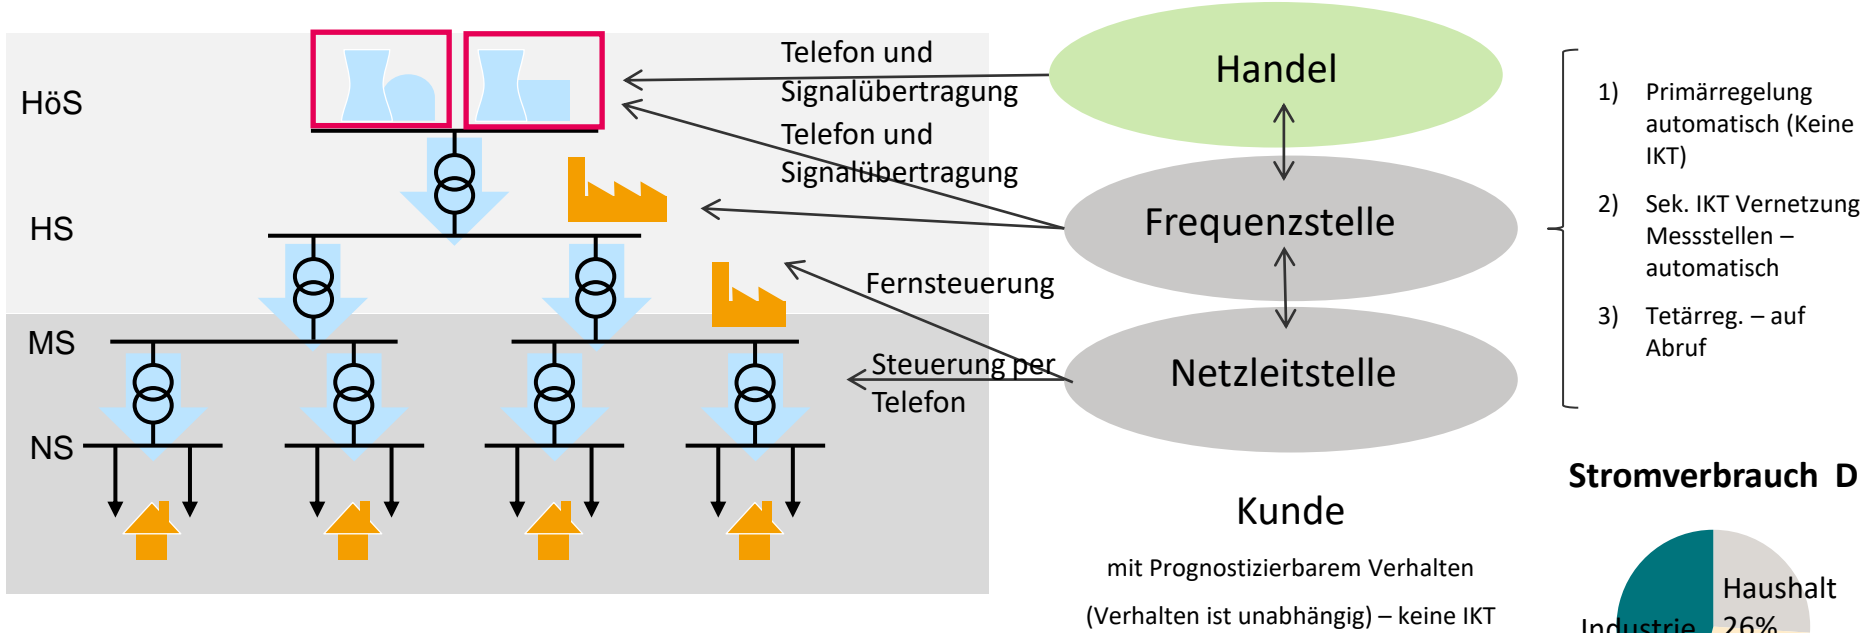 HöS
HS
MS
NS
Telefon und
Signalübertragung
Telefon und
Signalübertragung
Fernsteuerung
Steuerung per
Telefon
Handel
Frequenzstelle
Netzleitstelle
Kunde
mit Prognostizierbarem Verhalten
(Verhalten ist unabhängig) – keine IKT
1) Primärregelung
automatisch (Keine
IKT)
2) Sek. IKT Vernetzung
Messstellen –
automatisch
3) Tetärreg. – auf
Abruf
Stromverbrauch D
Haushalt
26%
Industrie